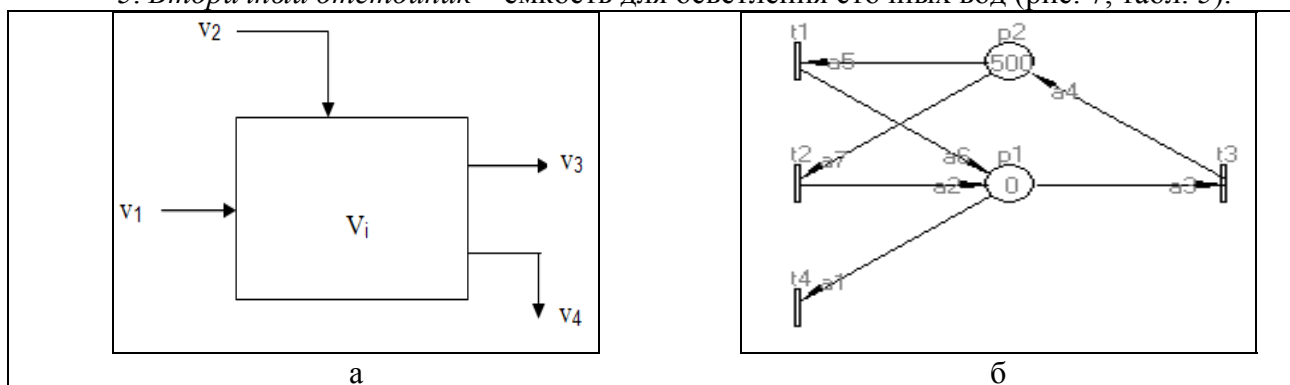 3. Вторичный отстойник – емкость для осветления сточных вод (рис. 7, табл. 3).
v2
v1
Vi
v3
v4
а
t1
p2
a5
500
a4
t2
a7
a6
p1
t3
a2
0
a3
t4
a1
б